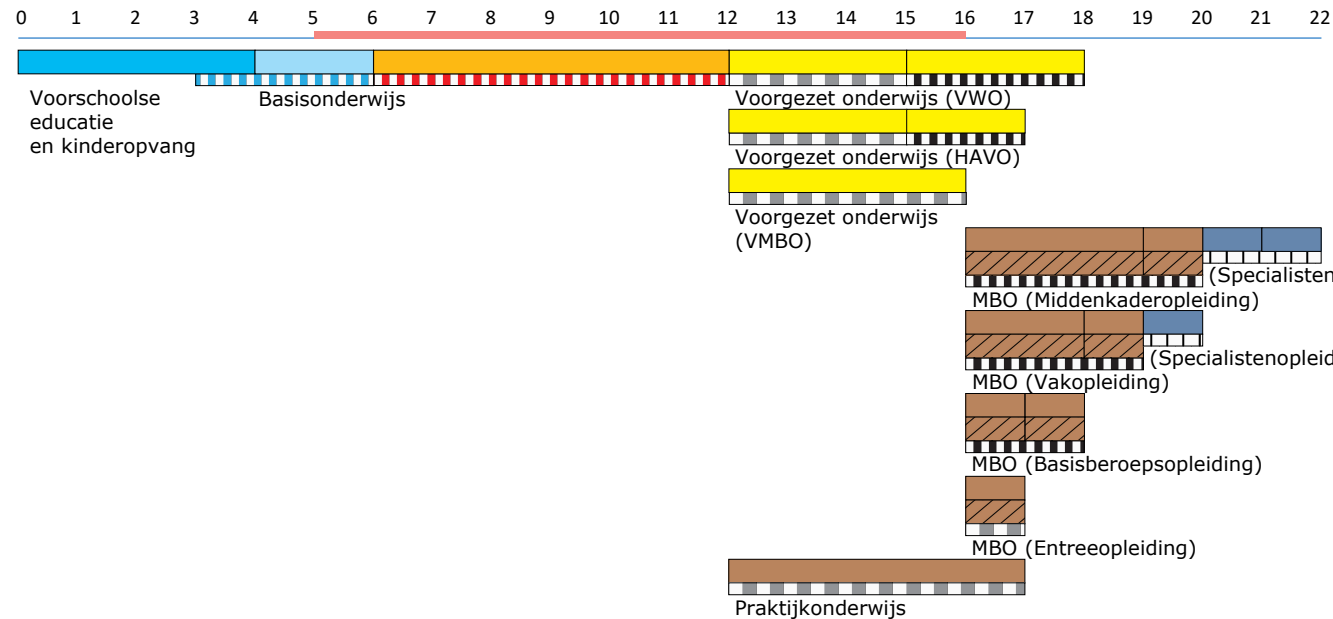 0 1 2 3 4 5 6 7 8 9 10 11 12 13 14 15 16 17 18 19 20 21 22
Voorschoolse
educatie
en kinderopvang
Basisonderwijs
Voorgezet onderwijs (VWO)
Voorgezet onderwijs (HAVO)
Voorgezet onderwijs
(VMBO)
(Specialisten
MBO (Middenkaderopleiding)
(Specialistenopleid
MBO (Vakopleiding)
MBO (Basisberoepsopleiding)
MBO (Entreeopleiding)
Praktijkonderwijs